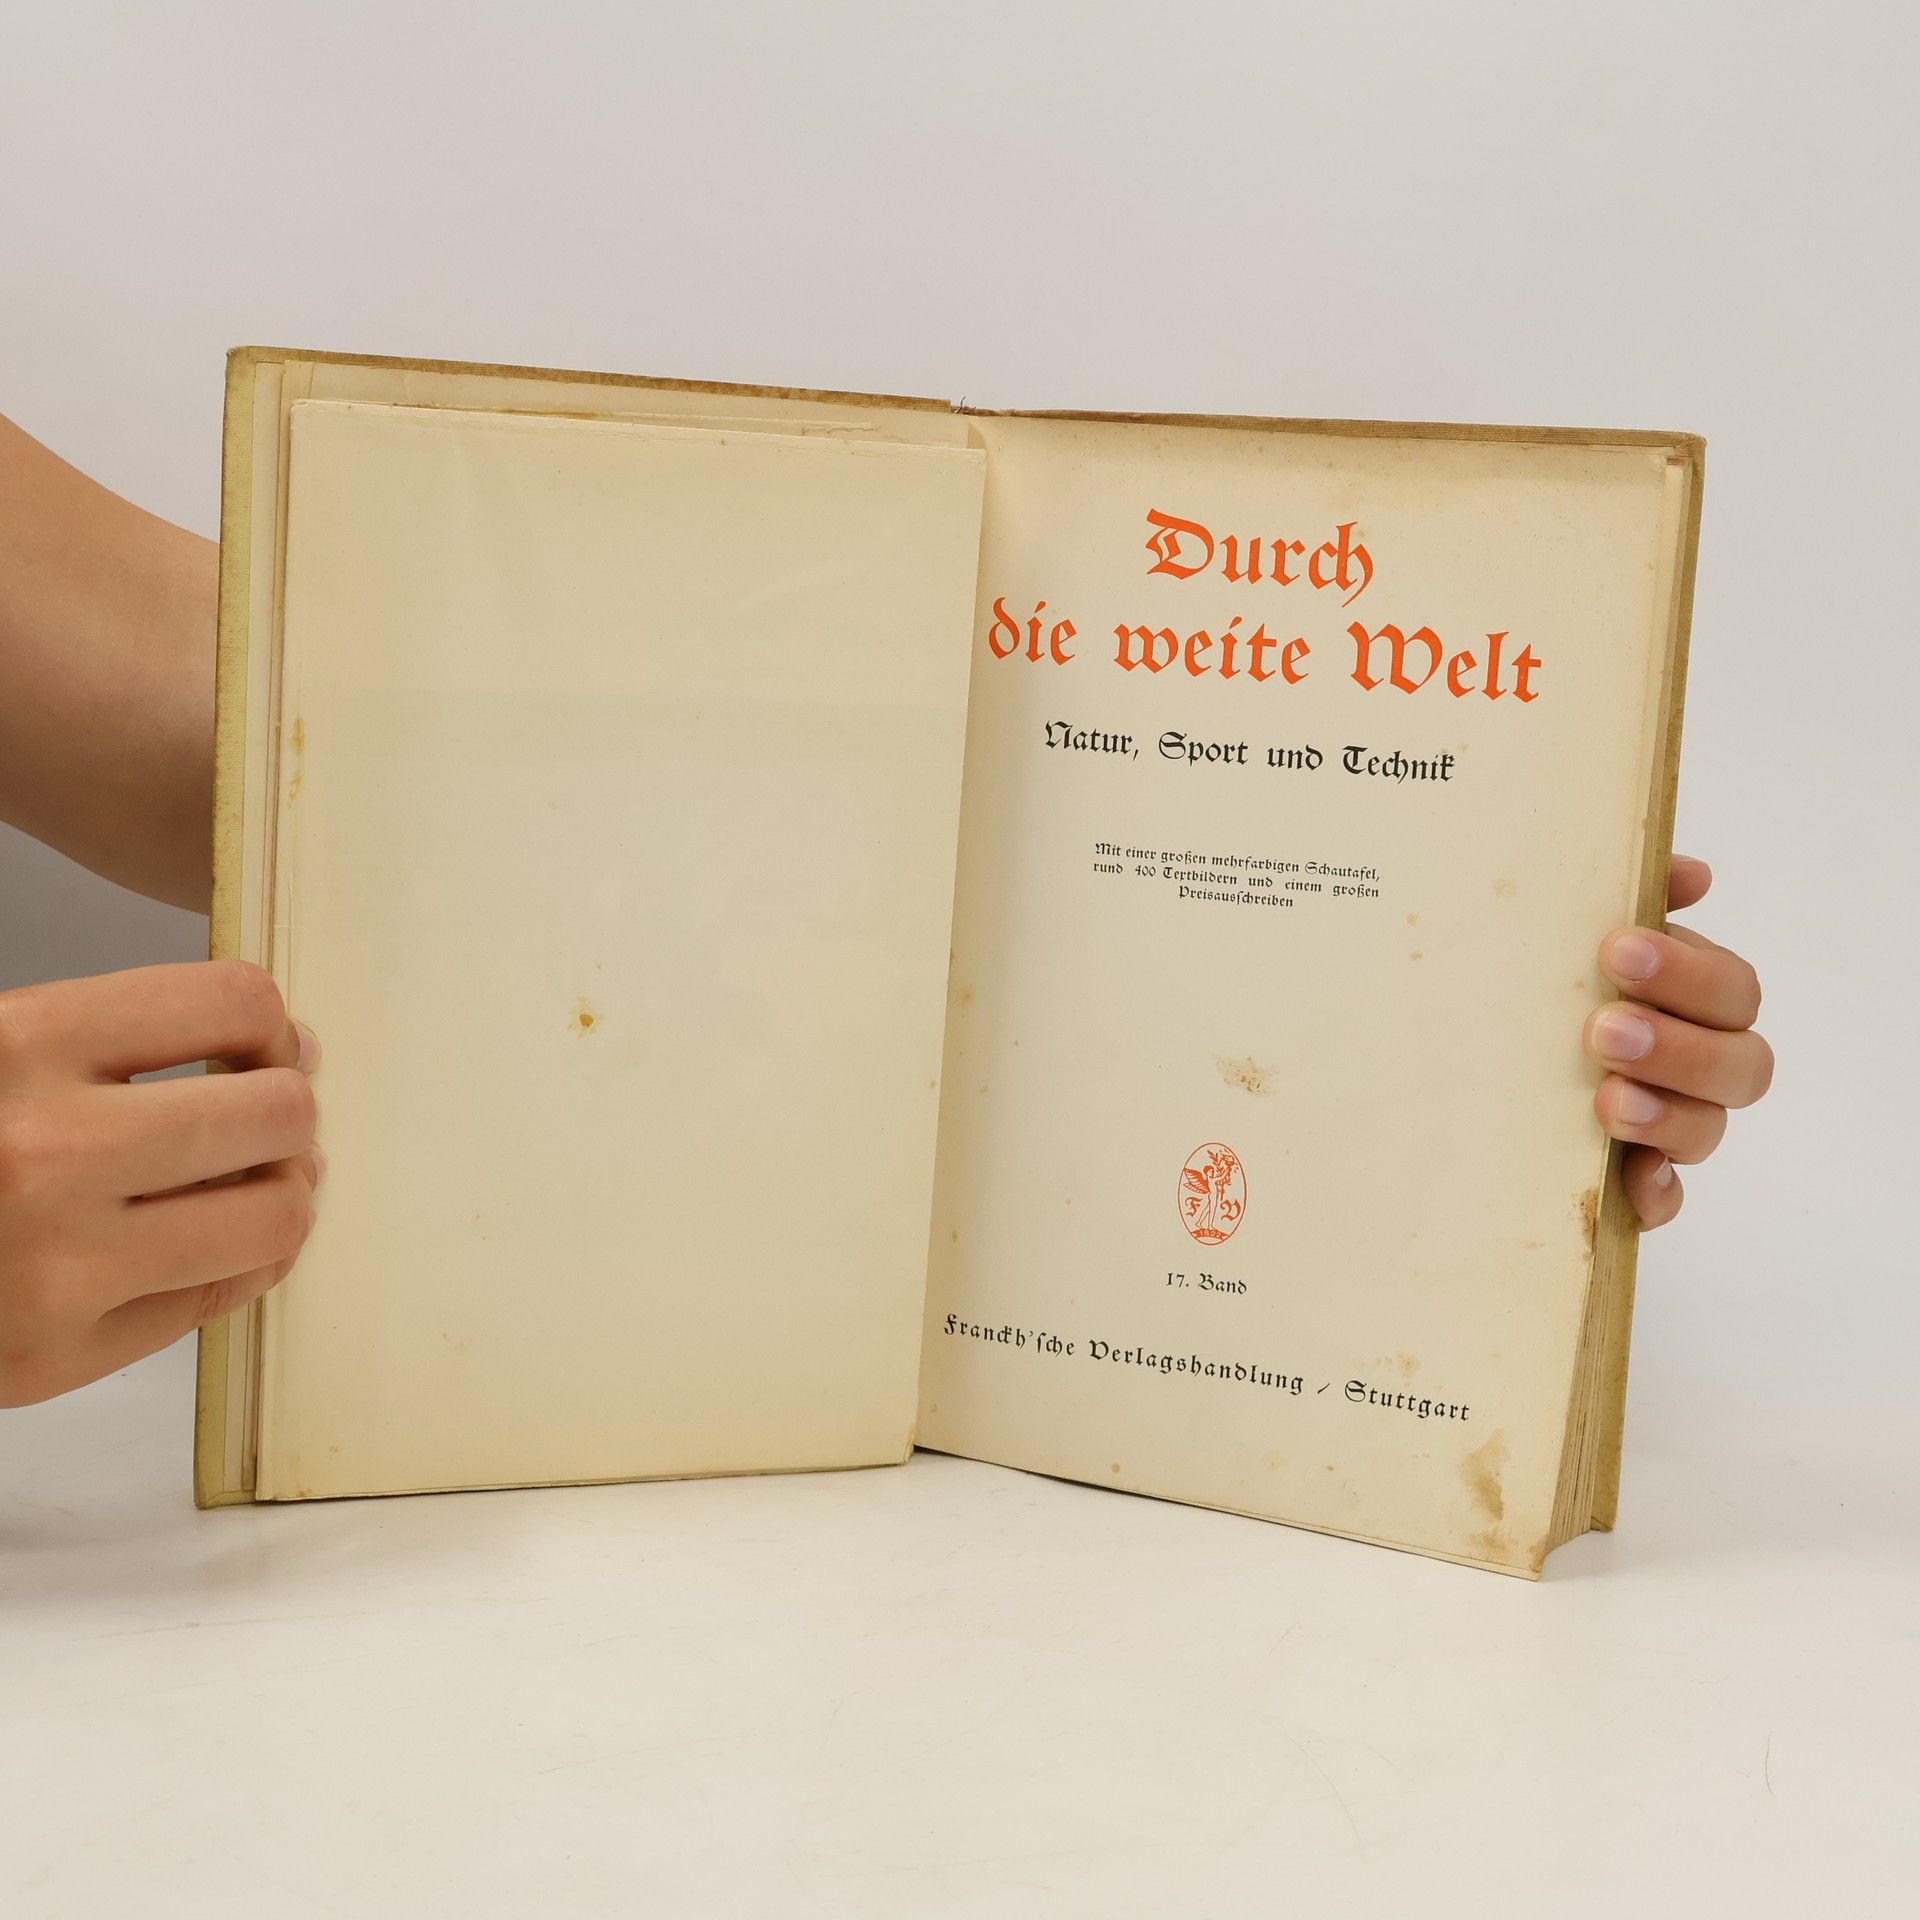 Durch
die weite Welt
Natur, Sport und Technik
Mit einer großen mehrfarbigen Schautafel,
rund 400 Textbildern und einem großen
Preisausſchreiben
F V
1822
17. Band
Franckh'ſche Verlagshandlung / Stuttgart